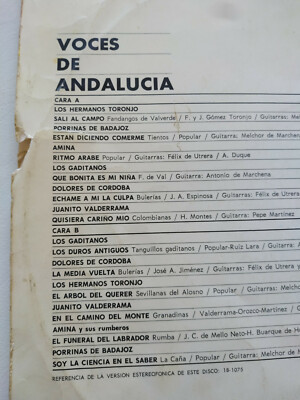 VOCES
DE
ANDALUCIA
CARA A
LOS HERMANOS TORONJO
SALI AL CAMPO Fandangos de Valverde / F. y J. Gómez Toronjo / Guitarras:
PORRINAS DE BADAJOZ
ESTAN DICIENDO COMERME Tientos / Popular / Guitarras: Melchor de
AMINA
RITMO ARABE Popular / Guitarras: Félix de Utrera / A. Duque
LOS GADITANOS
QUE BONITA ES MI NIÑA F. de Val / Guitarras: Antonio de Marchena
DOLORES DE CORDOBA
ECHAME A MI LA CULPA Bulerías / J. A. Espinosa / Guitarras: Félix de Utrera
JUANITO VALDERRAMA
QUISIERA CARIÑO MIO Colombianas / H. Montes / Guitarras: Pepe Martínez
CARA B
LOS GADITANOS
LOS DUROS ANTIGUOS Tanguillos gaditanos / Popular-Ruiz Lara / Guitarras:
DOLORES DE CORDOBA
LA MEDIA VUELTA Bulerías / José A. Jiménez / Guitarras: Félix de Utrera
LOS HERMANOS TORONJO
EL ARBOL DEL QUERER Sevillanas del Alosno / Popular / Guitarras:
JUANITO VALDERRAMA
EN EL CAMINO DEL MONTE Granadinas / Valderrama-Orozco-Martínez
AMINA y sus rumberos
EL FUNERAL DEL LABRADOR Rumba / J. C. de Mello Neto-H. Buarque de
PORRINAS DE BADAJOZ
SOY LA CIENCIA EN EL SABER La Caña / Popular / Guitarras: Melchor de
REFERENCIA DE LA VERSION ESTEREOFONICA DE ESTE DISCO: 18-1075